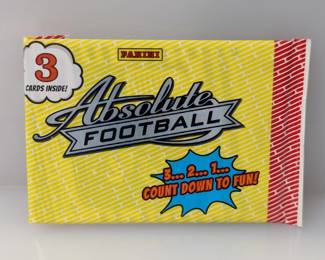 PANINI
3
CARDS INSIDE!
Absolute
FOOTBALL
3... 2... 1...
COUNT DOWN TO FUN!